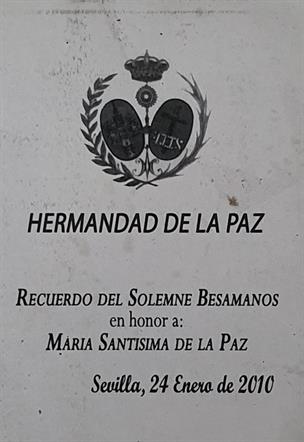 HERMANDAD DE LA PAZ
RECUERDO DEL SOLEMNE BESAMANOS
en honor a:
MARIA SANTISIMA DE LA PAZ
Sevilla, 24 Enero de 2010